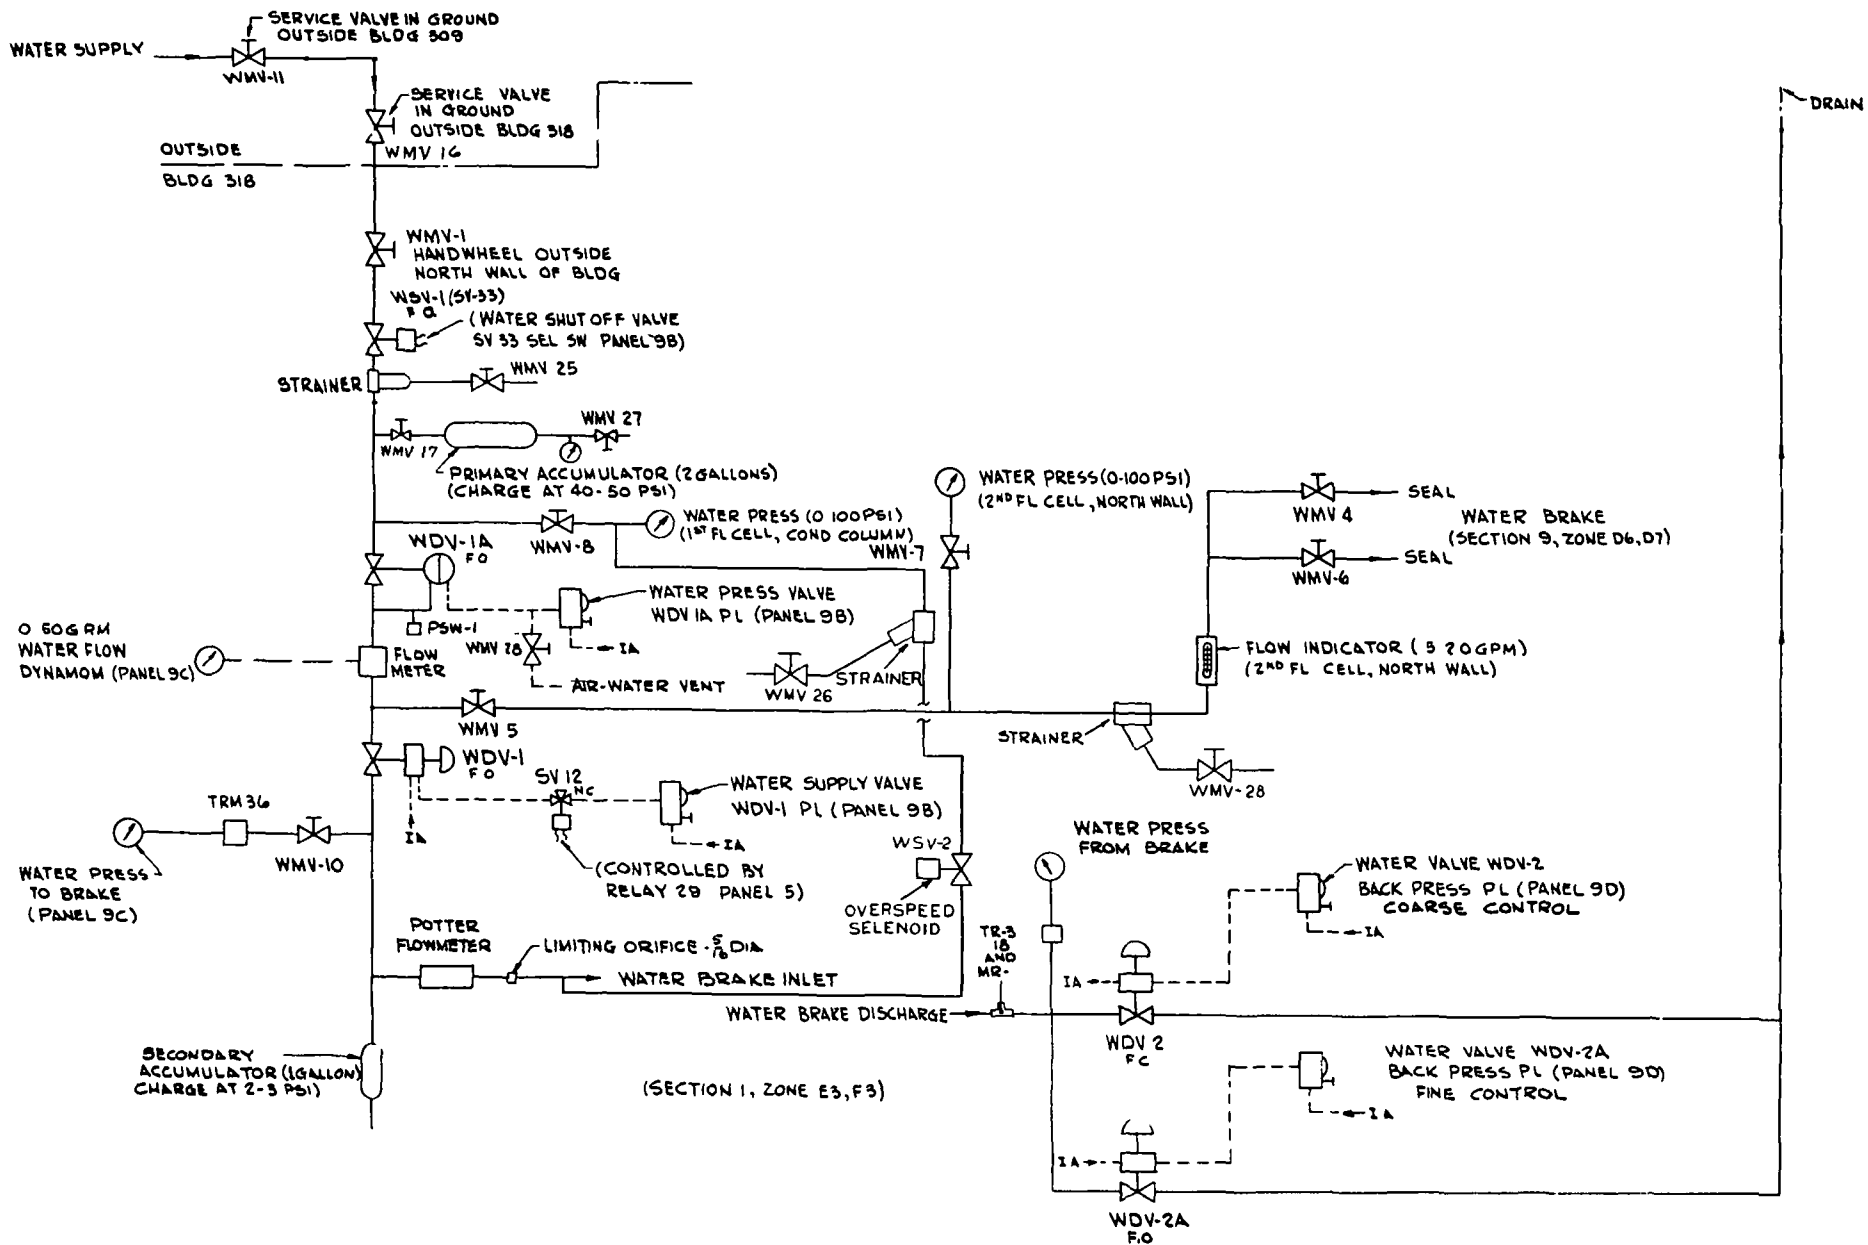 SERVICE VALVE IN GROUND
OUTSIDE BLDG 309
WATER SUPPLY
WMV-11
SERVICE VALVE
IN GROUND
OUTSIDE BLDG 318
WMV 16
OUTSIDE
BLDG 318
DRAIN
WMV-1
HANDWHEEL OUTSIDE
NORTH WALL OF BLDG
WSV-1 (SV-33)
(WATER SHUT OFF VALVE
SV 33 SEL SW PANEL 9B)
STRAINER
WMV 25
WMV 17
WMV 27
PRIMARY ACCUMULATOR (2 GALLONS)
(CHARGE AT 40-50 PSI)
WATER PRESS (0 100 PSI)
(1ST FL CELL, COND COLUMN)
WMV-8
WDV-1A
FO
WATER PRESS (0-100 PSI)
(2ND FL CELL, NORTH WALL)
WMV-7
WMV 4
SEAL
WATER BRAKE
(SECTION 9, ZONE D6, D7)
WMV-6
SEAL
WATER PRESS VALVE
WDV 1A PL (PANEL 9B)
PSW-1
WMV 28
IA
AIR-WATER VENT
0 50 G RM
WATER FLOW
DYNAMOM (PANEL 9C)
FLOW
METER
WMV 26
STRAINER
FLOW INDICATOR ( 5 20 GPM)
(2ND FL CELL, NORTH WALL)
WMV 5
STRAINER
WMV-28
WDV-1
FO
SV 12
NC
WATER SUPPLY VALVE
WDV-1 PL (PANEL 9B)
IA
IA
(CONTROLLED BY
RELAY 29 PANEL 5)
TRM 36
WMV-10
WATER PRESS
TO BRAKE
(PANEL 9C)
WSV-2
OVERSPEED
SELENOID
WATER PRESS
FROM BRAKE
WATER VALVE WDV-2
BACK PRESS PL (PANEL 9D)
COARSE CONTROL
IA
POTTER
FLOWMETER
LIMITING ORIFICE - 5/16 DIA
WATER BRAKE INLET
TR-3
18
AND
MR-
IA
WATER BRAKE DISCHARGE
WDV 2
FC
SECONDARY
ACCUMULATOR (1 GALLON)
CHARGE AT 2-3 PSI)
(SECTION 1, ZONE E3, F3)
WATER VALVE WDV-2A
BACK PRESS PL (PANEL 9D)
FINE CONTROL
IA
IA
WDV-2A
F.O